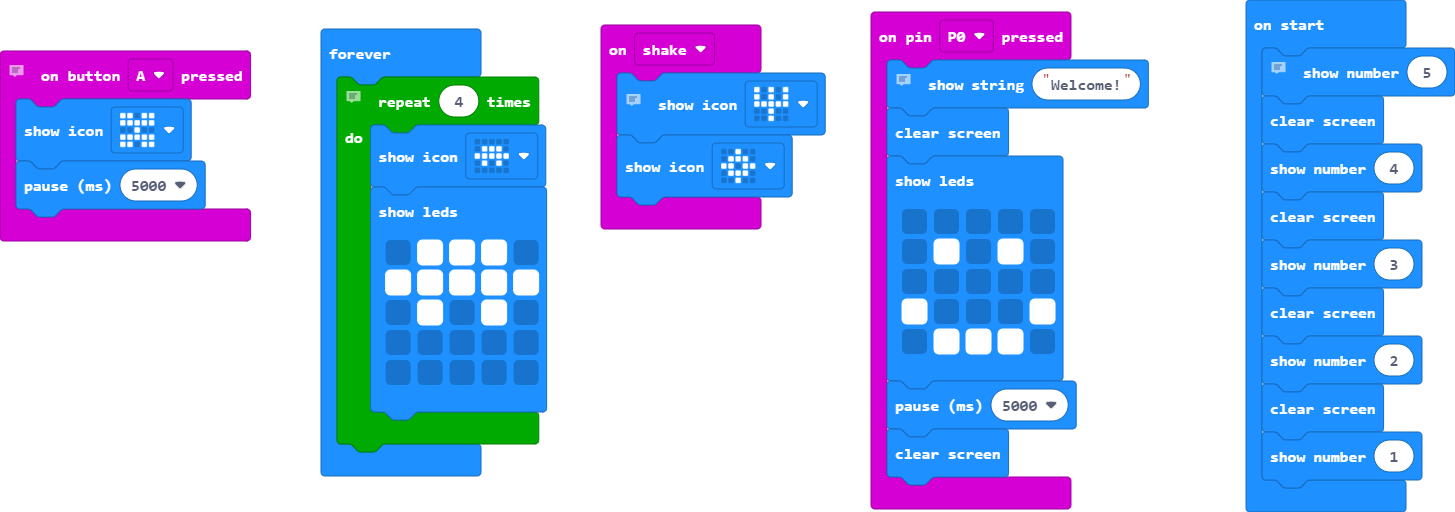 on button A pressed
show icon
pause (ms) 5000
forever
repeat 4 times
do
show icon
show leds
on shake
show icon
show icon
on pin P0 pressed
show string "Welcome!"
clear screen
show leds
pause (ms) 5000
clear screen
on start
show number 5
clear screen
show number 4
clear screen
show number 3
clear screen
show number 2
clear screen
show number 1